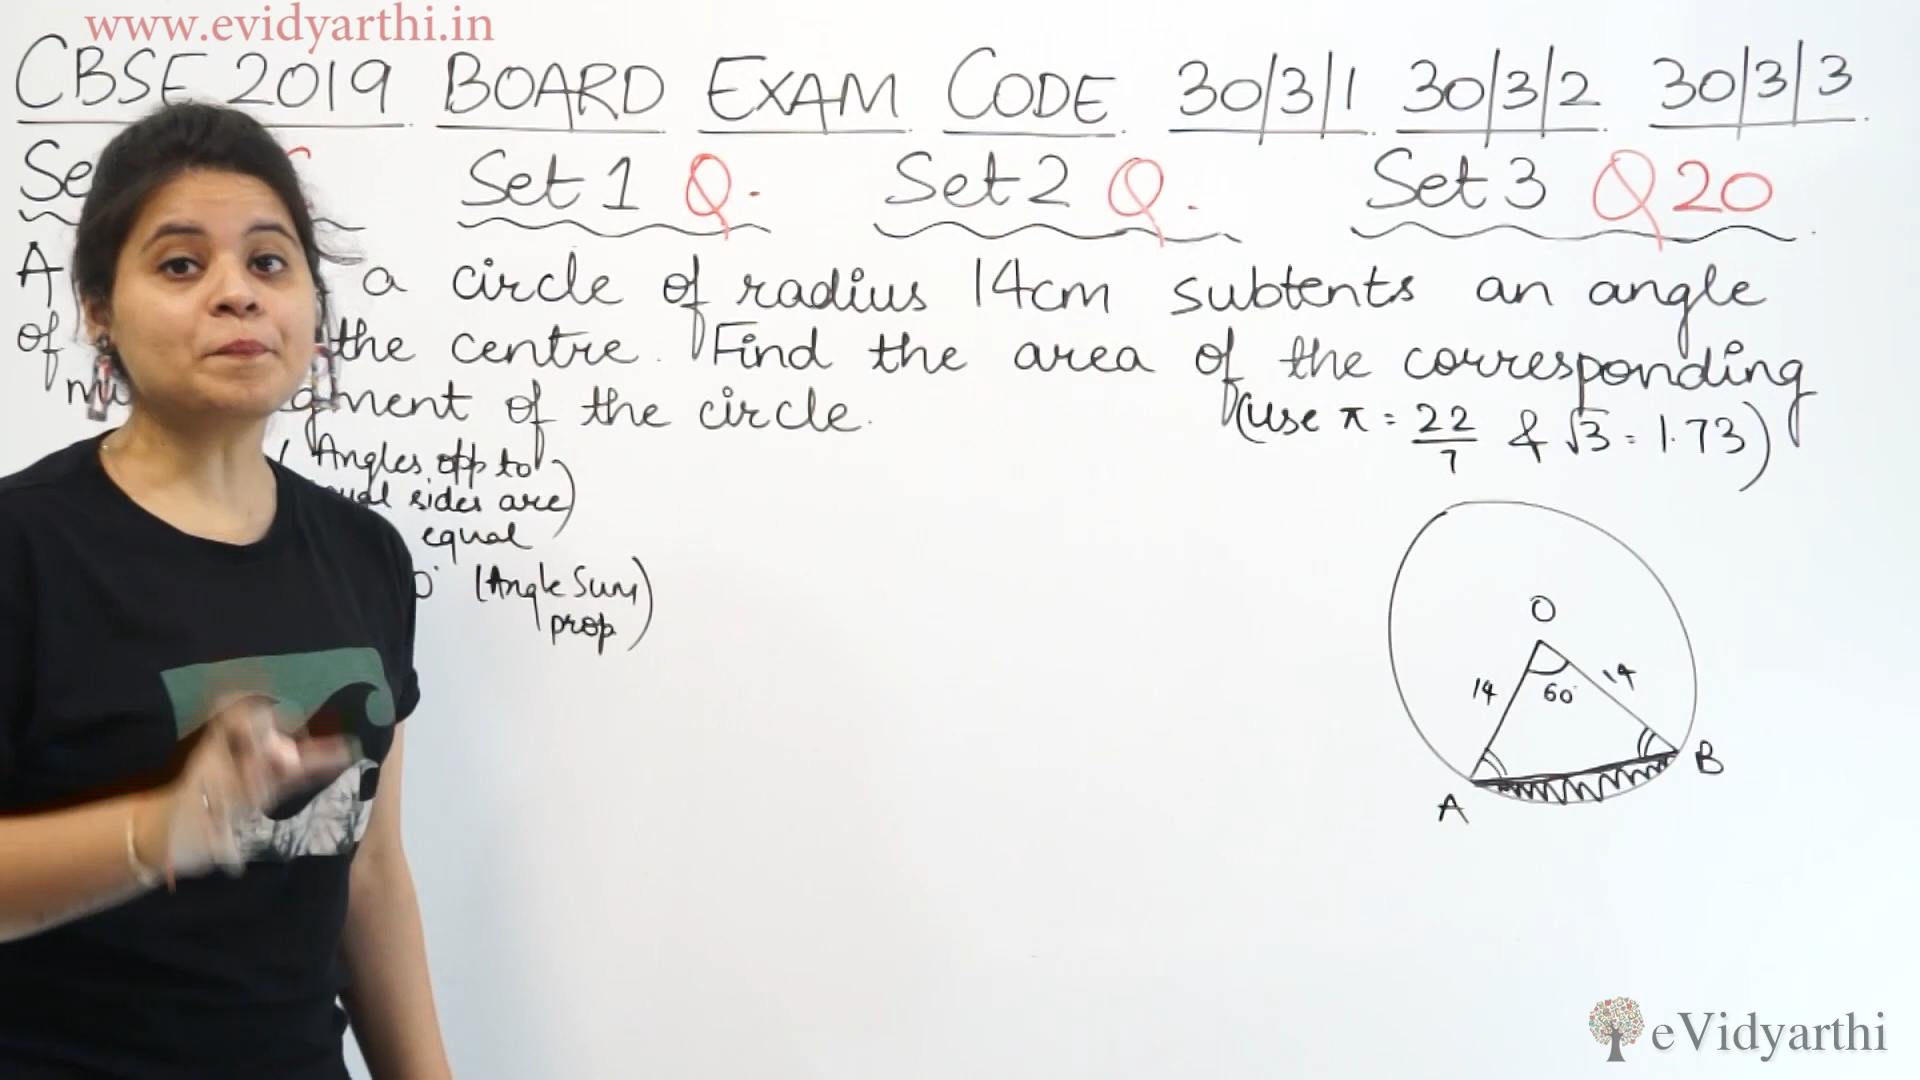 www.evidyarthi.in
CBSE 2019 BOARD EXAM CODE 30/3/1 30/3/2 30/3/3
Set 1 Q. Set 2 Q. Set 3 Q20
A a circle of radius 14cm subtents an angle
of the centre. Find the area of the corresponding
segment of the circle. (use π = 22/7 & √3 = 1.73)
(Angles opp to
equal sides are
equal)
(Angle Sum
prop)
O
14 60° 14
A B
eVidyarthi